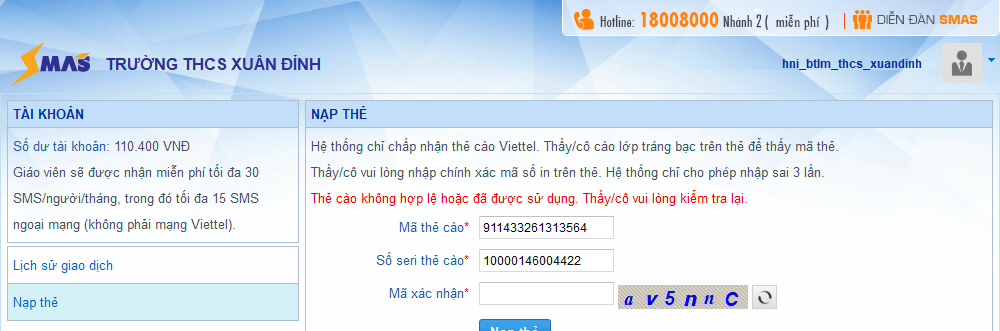 Hotline: 18008000 Nhánh 2 ( miễn phí ) | DIỄN ĐÀN SMAS
SMAS TRƯỜNG THCS XUÂN ĐỈNH
hni_btlm_thcs_xuandinh
TÀI KHOẢN
Số dư tài khoản: 110.400 VNĐ
Giáo viên sẽ được nhận miễn phí tối đa 30
SMS/người/tháng, trong đó tối đa 15 SMS
ngoại mạng (không phải mạng Viettel).
Lịch sử giao dịch
Nạp thẻ
NẠP THẺ
Hệ thống chỉ chấp nhận thẻ cào Viettel. Thầy/cô cào lớp tráng bạc trên thẻ để thấy mã thẻ.
Thầy/cô vui lòng nhập chính xác mã số in trên thẻ. Hệ thống chỉ cho phép nhập sai 3 lần.
Thẻ cào không hợp lệ hoặc đã được sử dụng. Thầy/cô vui lòng kiểm tra lại.
Mã thẻ cào* 911433261313564
Số seri thẻ cào* 10000146004422
Mã xác nhận* av5nnC
Nạp thẻ